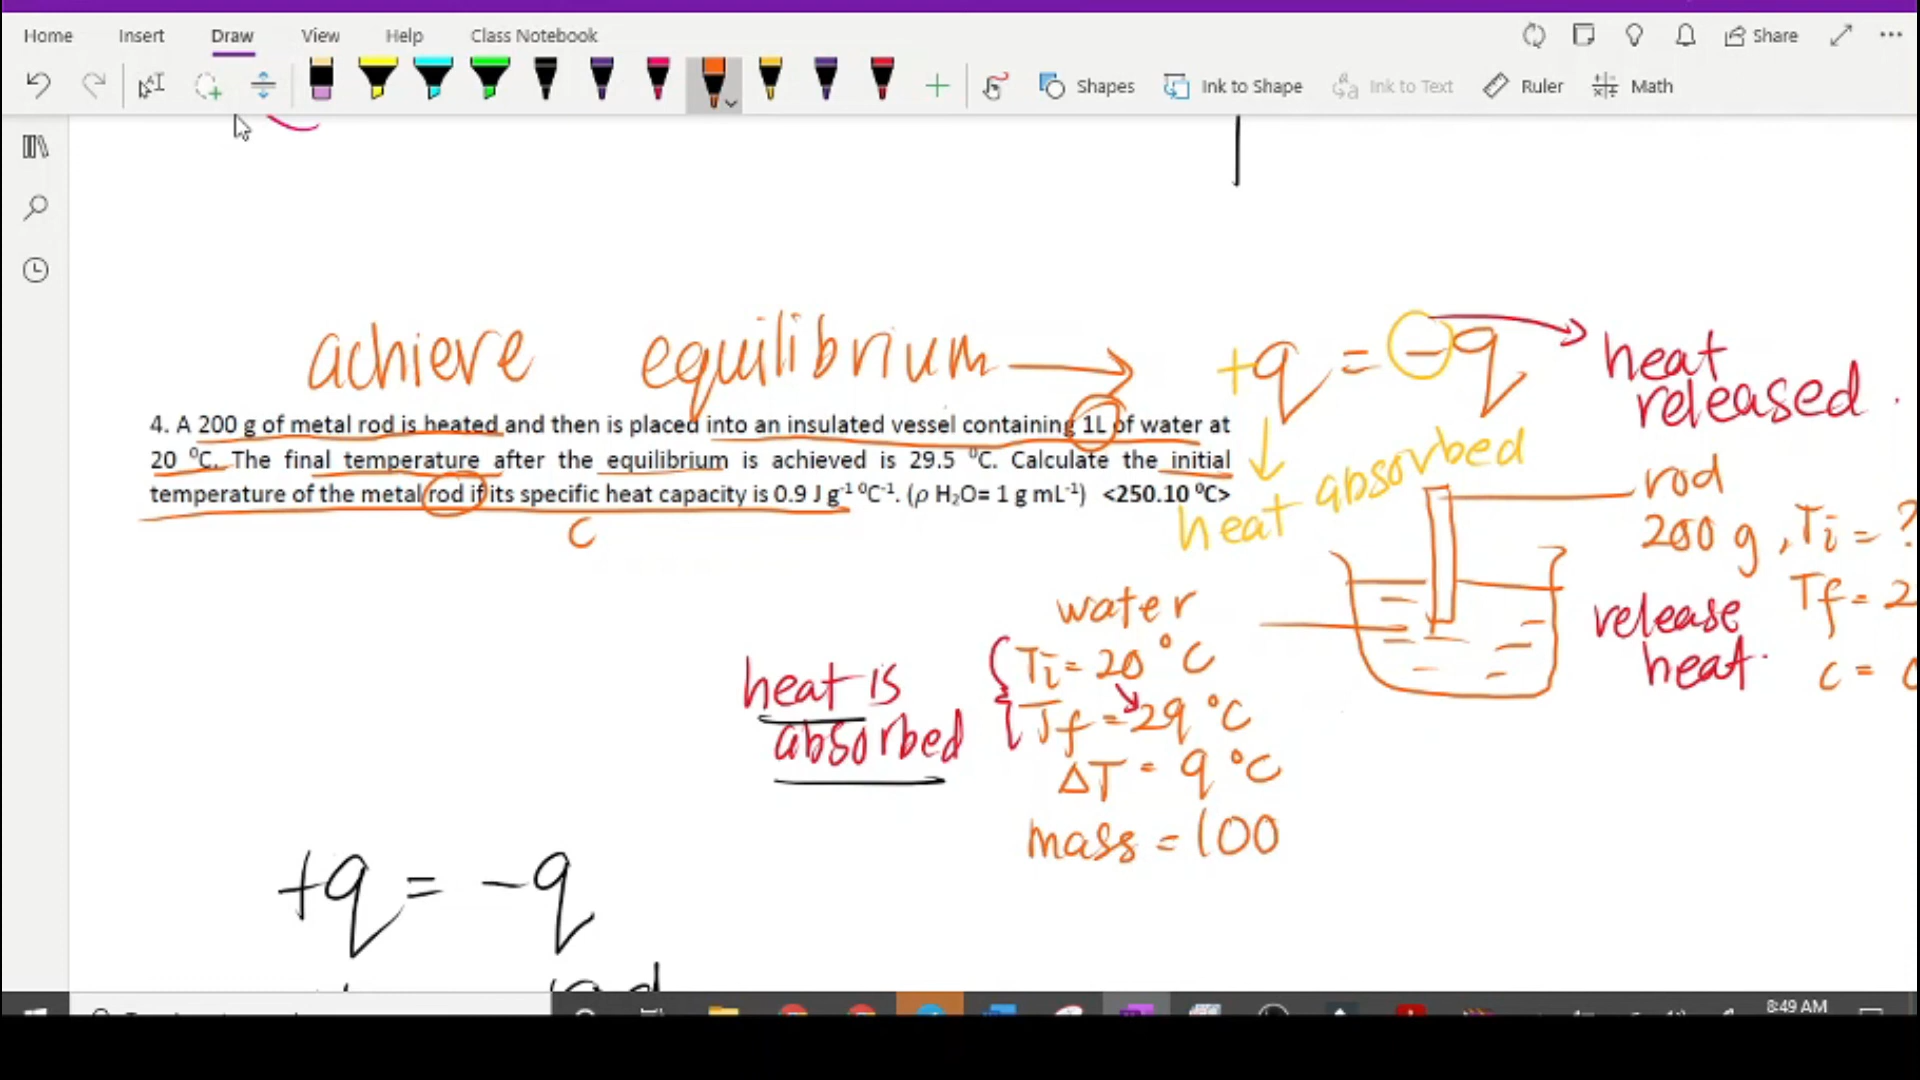 Home Insert Draw View Help Class Notebook Share
Shapes Ink to Shape Ink to Text Ruler Math
achieve equilibrium → +q = -q heat released.
4. A 200 g of metal rod is heated and then is placed into an insulated vessel containing 1L of water at
20 ⁰C. The final temperature after the equilibrium is achieved is 29.5 ⁰C. Calculate the initial
temperature of the metal rod if its specific heat capacity is 0.9 J g⁻¹ ⁰C⁻¹. (ρ H₂O= 1 g mL⁻¹) <250.10 ⁰C>
C
heat absorbed
rod
200 g, Ti = ?
Tf = 2
c = 0
release
heat.
water
Ti = 20 °C
Tf = 29 °C
ΔT = 9 °C
mass = 100
heat is
absorbed
+q = -q
8:49 AM